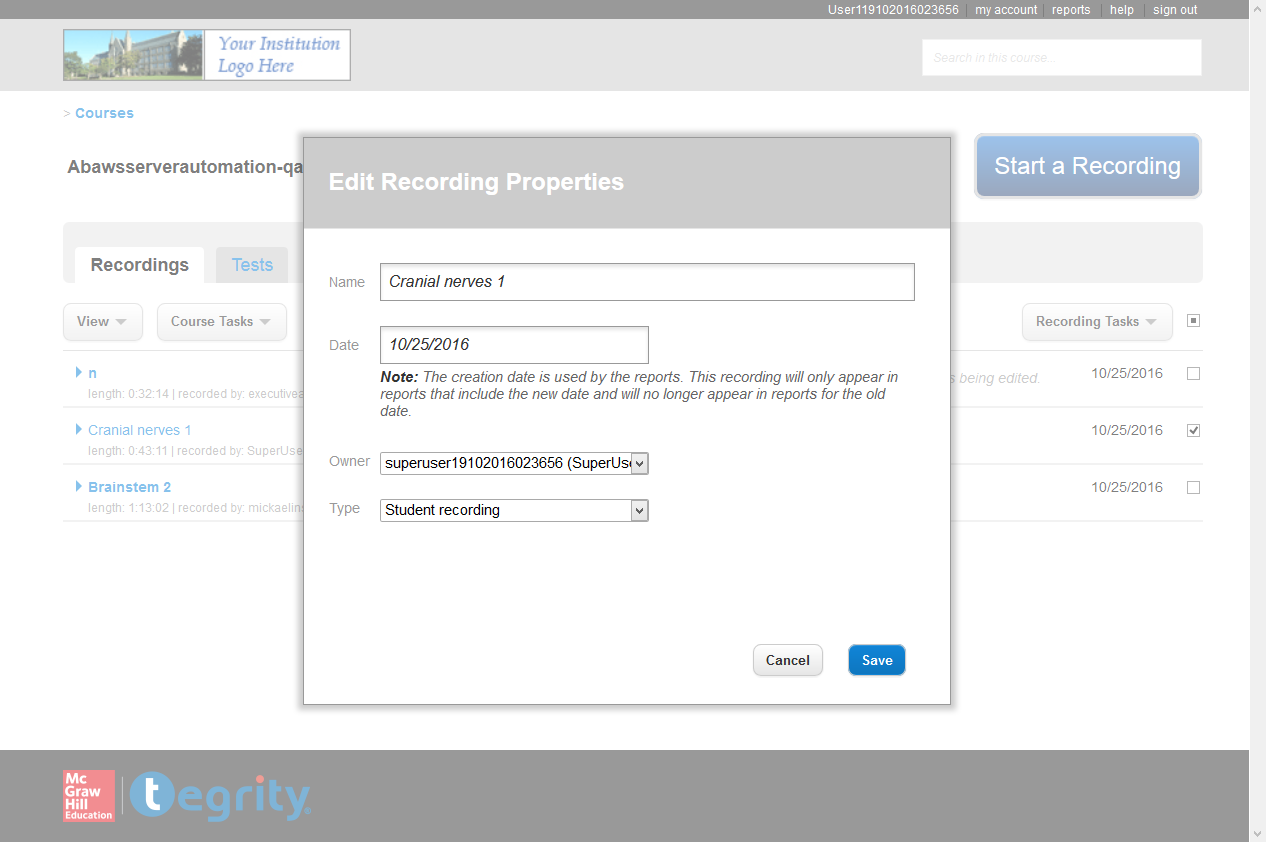 User119102016023656 my account reports help sign out
Your Institution
Logo Here
Search in this course...
> Courses
Abawsserverautomation-qa
Start a Recording
Edit Recording Properties
Recordings Tests
Name Cranial nerves 1
View Course Tasks Recording Tasks
Date 10/25/2016
Note: The creation date is used by the reports. This recording will only appear in
reports that include the new date and will no longer appear in reports for the old
date.
n
length: 0:32:14 | recorded by: executivea
s being edited. 10/25/2016
Cranial nerves 1 10/25/2016
length: 0:43:11 | recorded by: SuperUse
Owner superuser19102016023656 (SuperUse
Brainstem 2 10/25/2016
length: 1:13:02 | recorded by: mickaelins
Type Student recording
Cancel Save
Mc
Graw
Hill
Education
tegrity